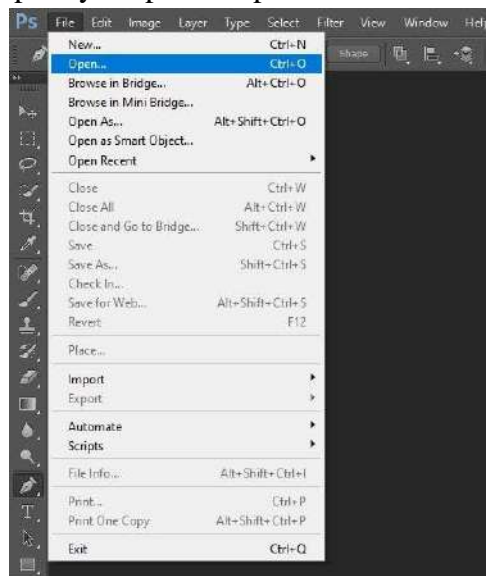 Ps File Edit Image Layer Type Select Filter View Window Help
Shape
New... Ctrl+N
Open... Ctrl+O
Browse in Bridge... Alt+Ctrl+O
Browse in Mini Bridge...
Open As... Alt+Shift+Ctrl+O
Open as Smart Object...
Open Recent
Close Ctrl+W
Close All Alt+Ctrl+W
Close and Go to Bridge... Shift+Ctrl+W
Save Ctrl+S
Save As... Shift+Ctrl+S
Check In...
Save for Web... Alt+Shift+Ctrl+S
Revert F12
Place...
Import
Export
Automate
Scripts
File Info... Alt+Shift+Ctrl+I
Print... Ctrl+P
Print One Copy Alt+Shift+Ctrl+P
Exit Ctrl+Q